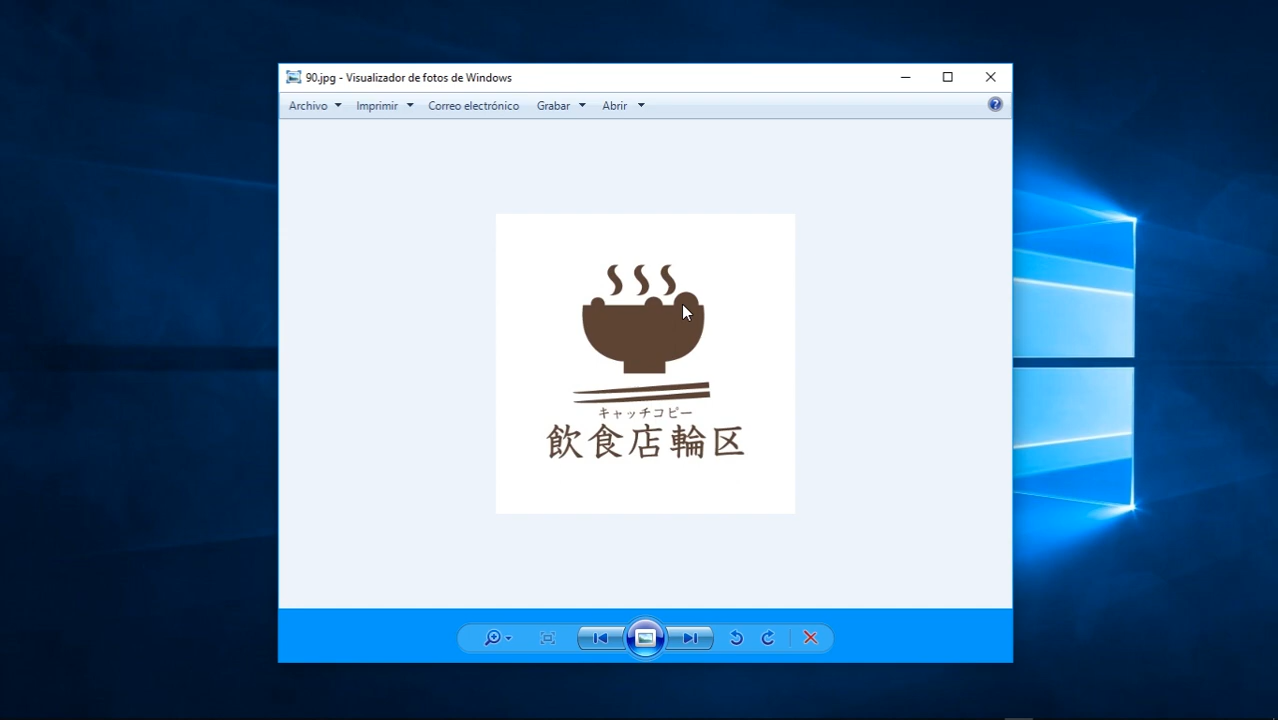 90.jpg - Visualizador de fotos de Windows
Archivo Imprimir Correo electrónico Grabar Abrir
キャッチコピー
飲食店輪区